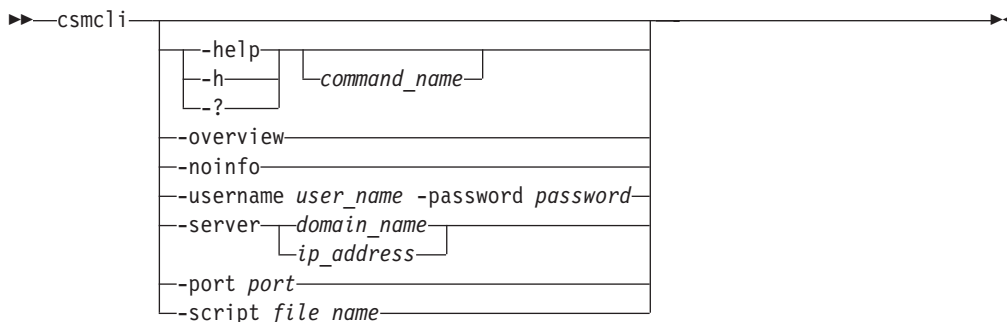 csmcli
-help
-h
-?
command_name
-overview
-noinfo
-username user_name -password password
-server domain_name
ip_address
-port port
-script file name